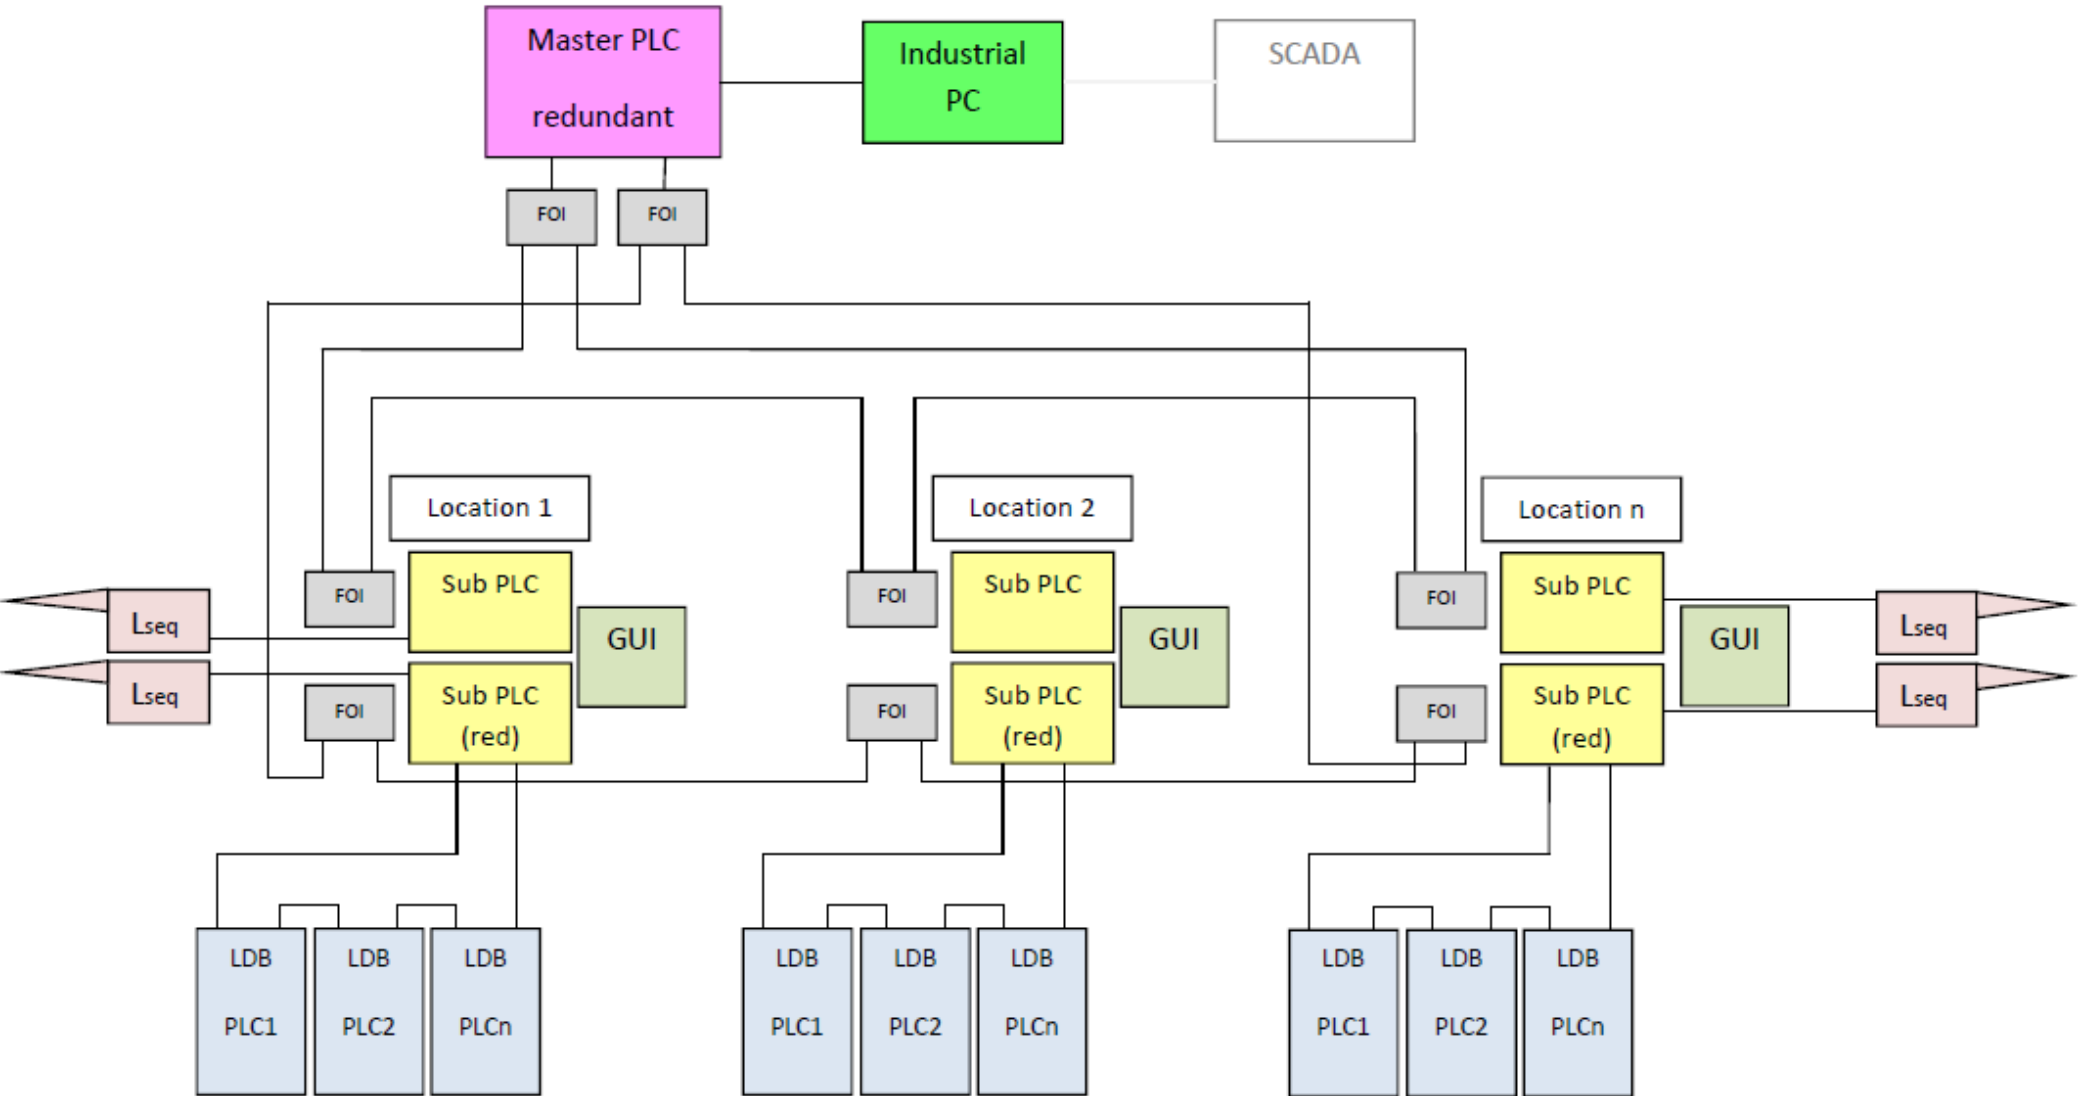 Master PLC
redundant
Industrial
PC
SCADA
FOI
FOI
Location 1
Location 2
Location n
FOI
Sub PLC
GUI
Lseq
Lseq
FOI
Sub PLC
(red)
FOI
Sub PLC
GUI
FOI
Sub PLC
(red)
FOI
Sub PLC
GUI
Lseq
Lseq
FOI
Sub PLC
(red)
LDB
PLC1
LDB
PLC2
LDB
PLCn
LDB
PLC1
LDB
PLC2
LDB
PLCn
LDB
PLC1
LDB
PLC2
LDB
PLCn